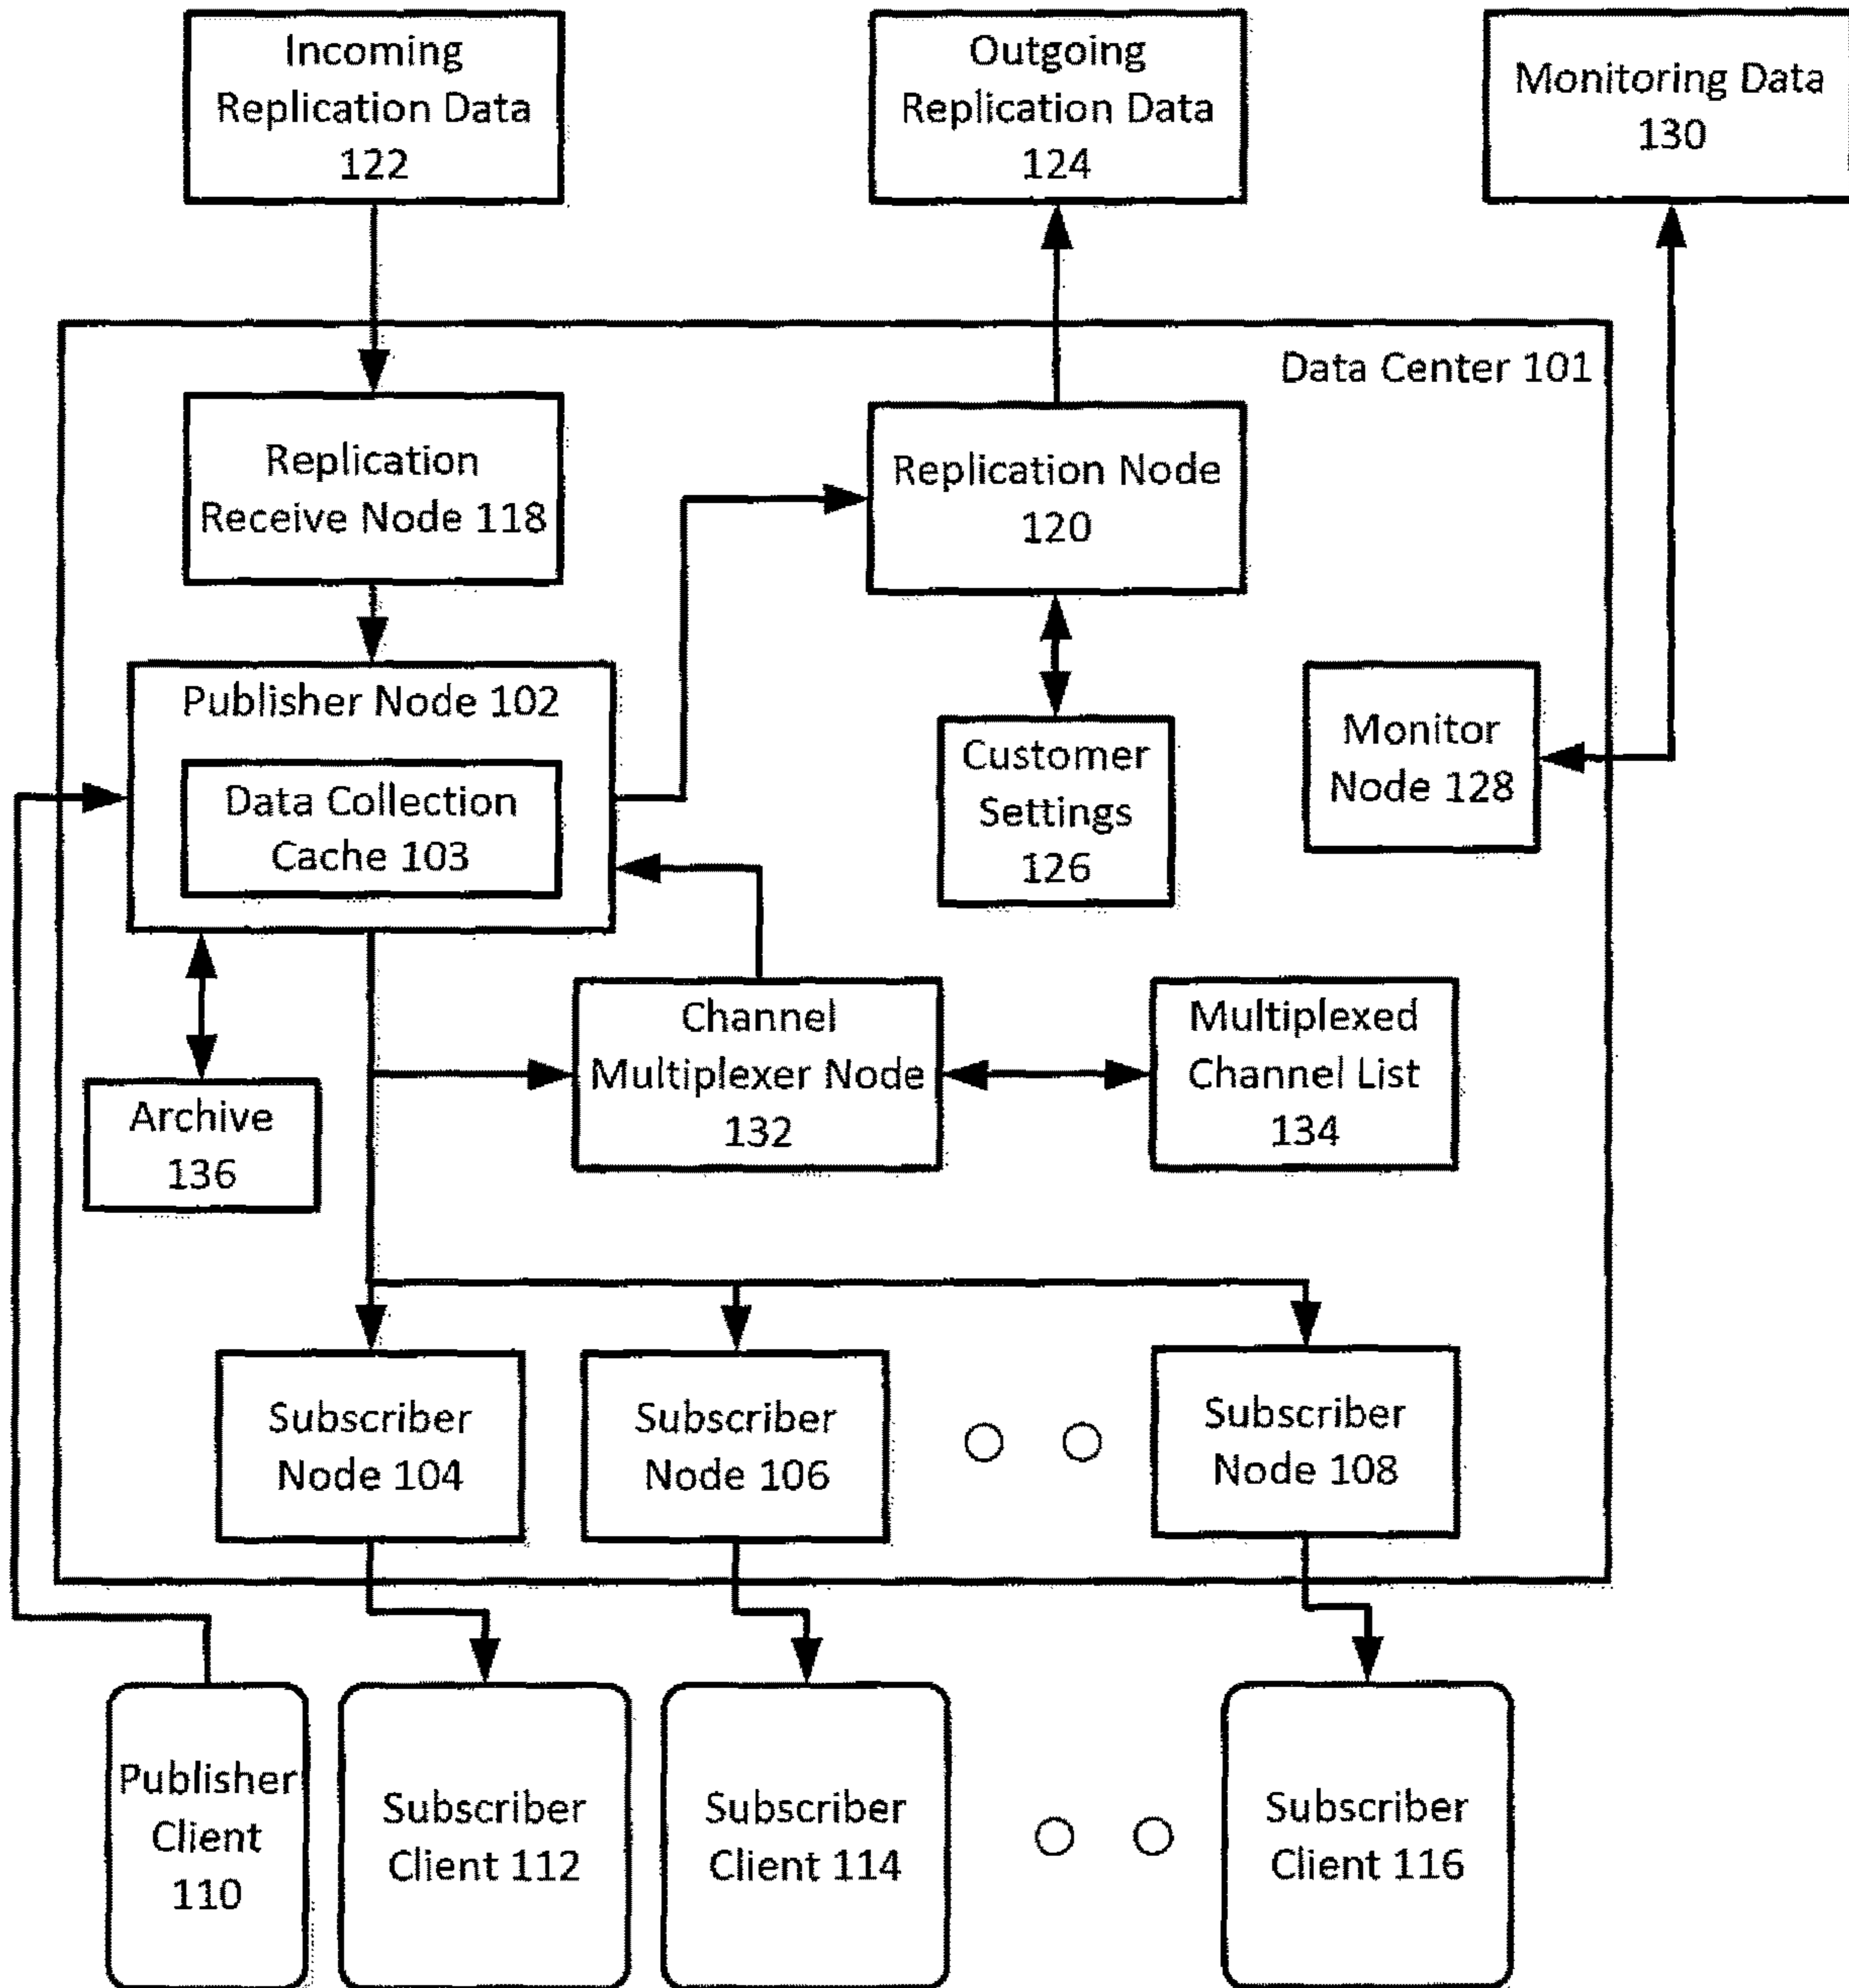 Incoming
Replication Data
122
Outgoing
Replication Data
124
Monitoring Data
130
Data Center 101
Replication
Receive Node 118
Replication Node
120
Publisher Node 102
Data Collection
Cache 103
Customer
Settings
126
Monitor
Node 128
Channel
Multiplexer Node
132
Multiplexed
Channel List
134
Archive
136
Subscriber
Node 104
Subscriber
Node 106
Subscriber
Node 108
Publisher
Client
110
Subscriber
Client 112
Subscriber
Client 114
Subscriber
Client 116